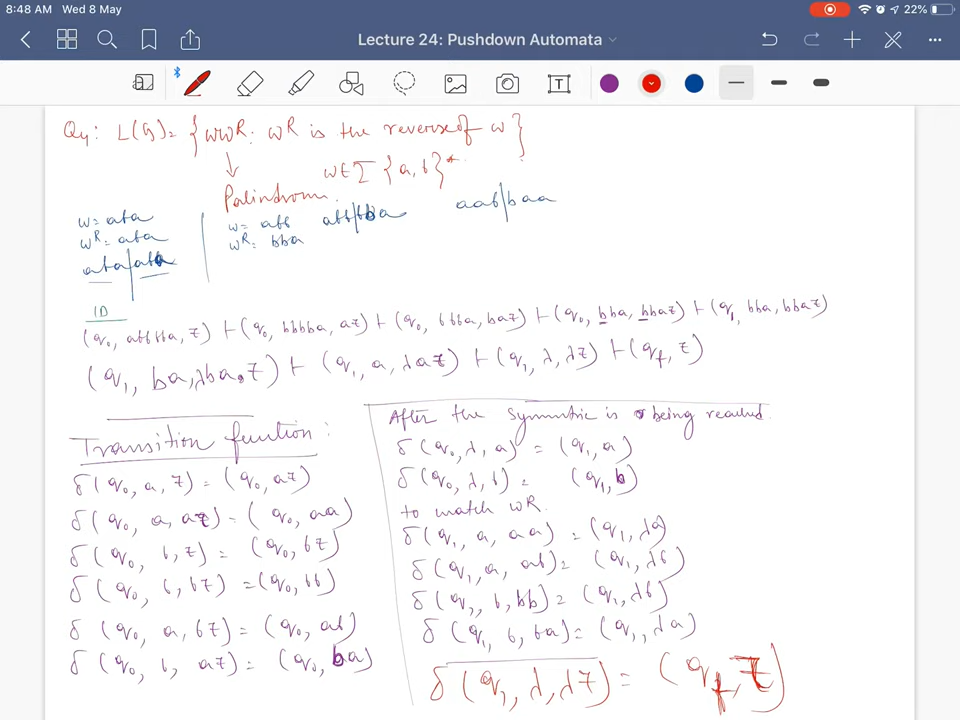 8:48 AM Wed 8 May
22%
Lecture 24: Pushdown Automata
Q4: L(G) = { wwR : wR is the reverse of w }
w ∈ Σ {a, b}*
Palindrom
w = aba
wR = aba
aba|aba
w = abb
wR = bba
abb|bba
aab|baa
ID
(q0, abbbba, z) ⊢ (q0, bbbba, az) ⊢ (q0, bbba, baz) ⊢ (q0, bba, bbaz) ⊢ (q1, bba, bbaz)
(q1, ba, λba, z) ⊢ (q1, a, λaz) ⊢ (q1, λ, λz) ⊢ (qf, z)
Transition function :
δ(q0, a, z) = (q0, az)
δ(q0, a, az) = (q0, aa)
δ(q0, b, z) = (q0, bz)
δ(q0, b, bz) = (q0, bb)
δ(q0, a, bz) = (q0, ab)
δ(q0, b, az) = (q0, ba)
After the symmetric is being reached.
δ(q0, λ, a) = (q1, a)
δ(q0, λ, b) = (q1, b)
to match wR.
δ(q1, a, aa) = (q1, λa)
δ(q1, a, ab) = (q1, λb)
δ(q1, b, bb) = (q1, λb)
δ(q1, b, ba) = (q1, λa)
δ(q1, λ, λz) = (qf, z)